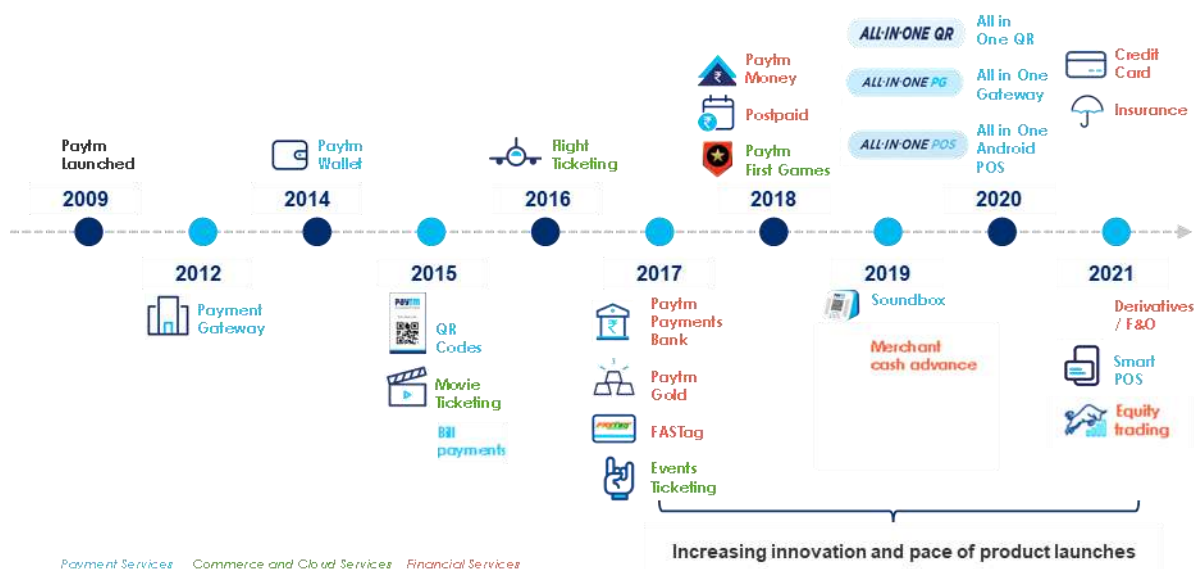 Paytm
Launched
2009
2012
Payment
Gateway
Paytm
Wallet
2014
2015
Paytm
QR
Codes
Movie
Ticketing
Bill
payments
Flight
Ticketing
2016
2017
Paytm
Payments
Bank
Paytm
Gold
FASTag
Events
Ticketing
Paytm
Money
Postpaid
Paytm
First Games
2018
2019
Soundbox
Merchant
cash advance
ALL-IN-ONE QR
All in
One QR
ALL-IN-ONE PG
All in One
Gateway
ALL-IN-ONE POS
All in One
Android
POS
2020
Credit
Card
Insurance
2021
Derivatives
/ F&O
Smart
POS
Equity
trading
Increasing innovation and pace of product launches
Payment Services Commerce and Cloud Services Financial Services